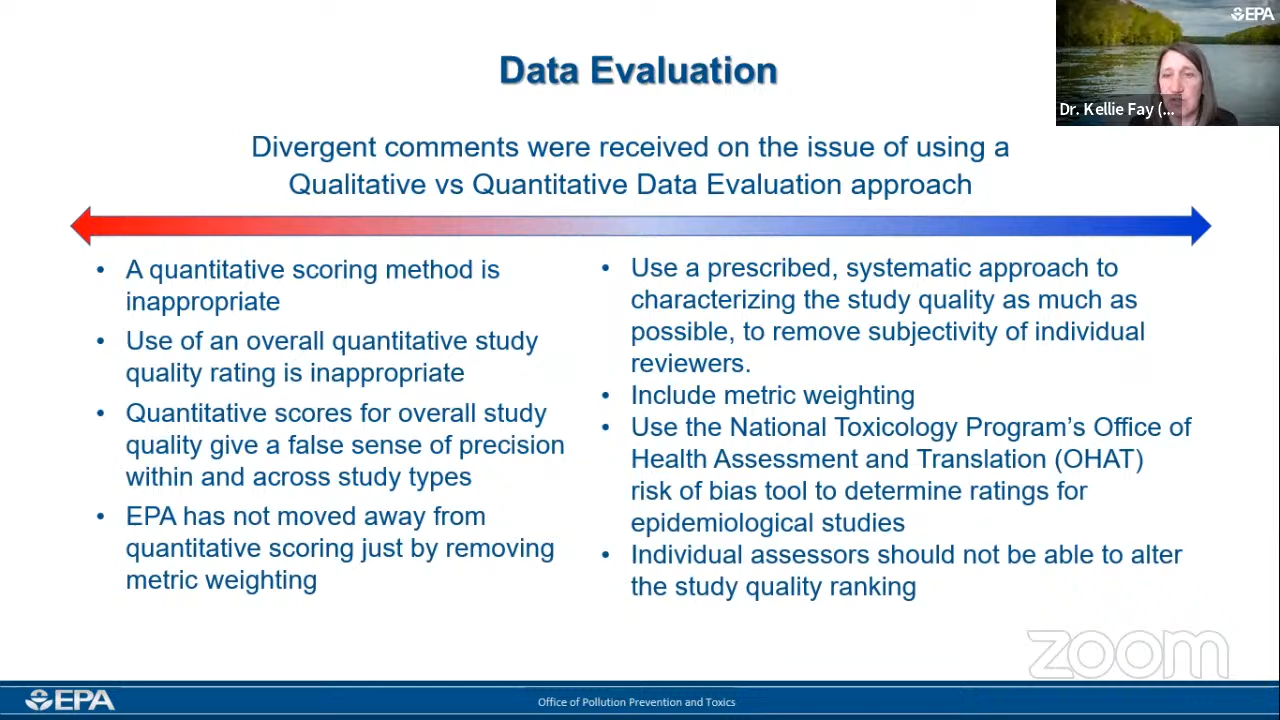 Data Evaluation
EPA
Dr. Kellie Fay (...
Divergent comments were received on the issue of using a
Qualitative vs Quantitative Data Evaluation approach
• A quantitative scoring method is
inappropriate
• Use of an overall quantitative study
quality rating is inappropriate
• Quantitative scores for overall study
quality give a false sense of precision
within and across study types
• EPA has not moved away from
quantitative scoring just by removing
metric weighting
• Use a prescribed, systematic approach to
characterizing the study quality as much as
possible, to remove subjectivity of individual
reviewers.
• Include metric weighting
• Use the National Toxicology Program’s Office of
Health Assessment and Translation (OHAT)
risk of bias tool to determine ratings for
epidemiological studies
• Individual assessors should not be able to alter
the study quality ranking
zoom
EPA
Office of Pollution Prevention and Toxics